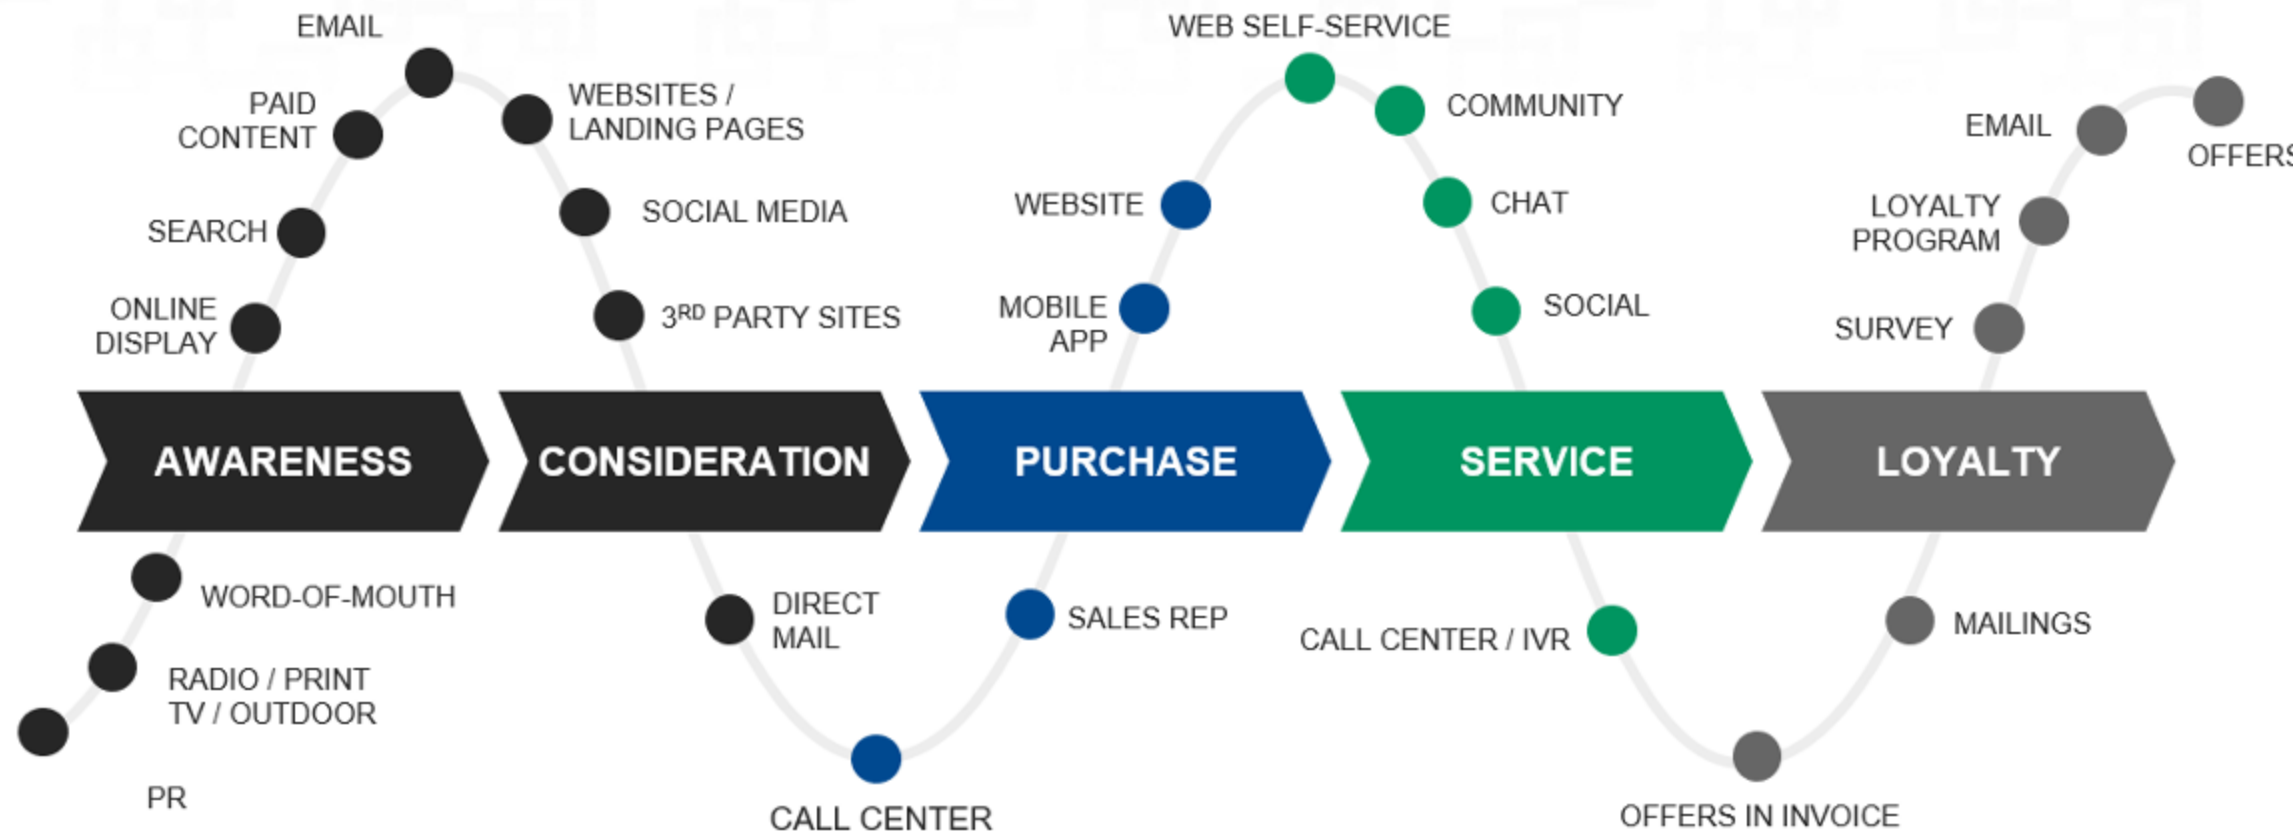 EMAIL
WEB SELF-SERVICE
PAID
CONTENT
WEBSITES /
LANDING PAGES
COMMUNITY
EMAIL
OFFERS
SEARCH
SOCIAL MEDIA
WEBSITE
CHAT
LOYALTY
PROGRAM
ONLINE
DISPLAY
3RD PARTY SITES
MOBILE
APP
SOCIAL
SURVEY
AWARENESS
CONSIDERATION
PURCHASE
SERVICE
LOYALTY
WORD-OF-MOUTH
DIRECT
MAIL
SALES REP
CALL CENTER / IVR
MAILINGS
RADIO / PRINT
TV / OUTDOOR
PR
CALL CENTER
OFFERS IN INVOICE